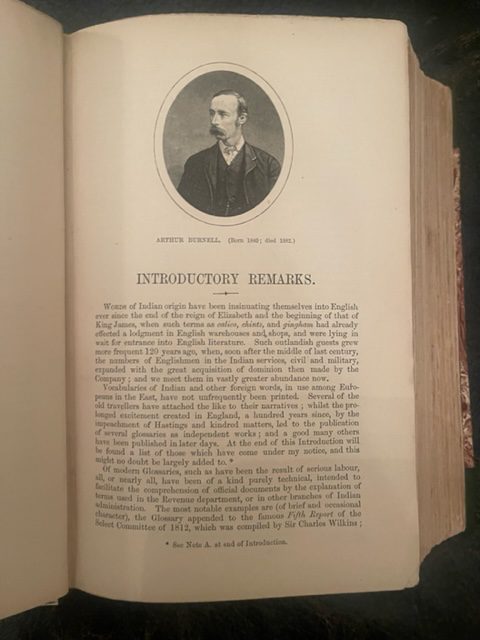 ARTHUR BURNELL. (Born 1840; died 1882.)
INTRODUCTORY REMARKS.
Words of Indian origin have been insinuating themselves into English
ever since the end of the reign of Elizabeth and the beginning of that of
King James, when such terms as calico, chintz, and gingham had already
effected a lodgment in English warehouses and shops, and were lying in
wait for entrance into English literature. Such outlandish guests grew
more frequent 120 years ago, when, soon after the middle of last century,
the numbers of Englishmen in the Indian services, civil and military,
expanded with the great acquisition of dominion then made by the
Company; and we meet them in vastly greater abundance now.
Vocabularies of Indian and other foreign words, in use among Euro-
peans in the East, have not unfrequently been printed. Several of the
old travellers have attached the like to their narratives; whilst the pro-
longed excitement created in England, a hundred years since, by the
impeachment of Hastings and kindred matters, led to the publication
of several glossaries as independent works; and a good many others
have been published in later days. At the end of this Introduction will
be found a list of those which have come under my notice, and this
might no doubt be largely added to.*
Of modern Glossaries, such as have been the result of serious labour,
all, or nearly all, have been of a kind purely technical, intended to
facilitate the comprehension of official documents by the explanation of
terms used in the Revenue department, or in other branches of Indian
administration. The most notable examples are (of brief and occasional
character), the Glossary appended to the famous Fifth Report of the
Select Committee of 1812, which was compiled by Sir Charles Wilkins;
* See Note A. at end of Introduction.